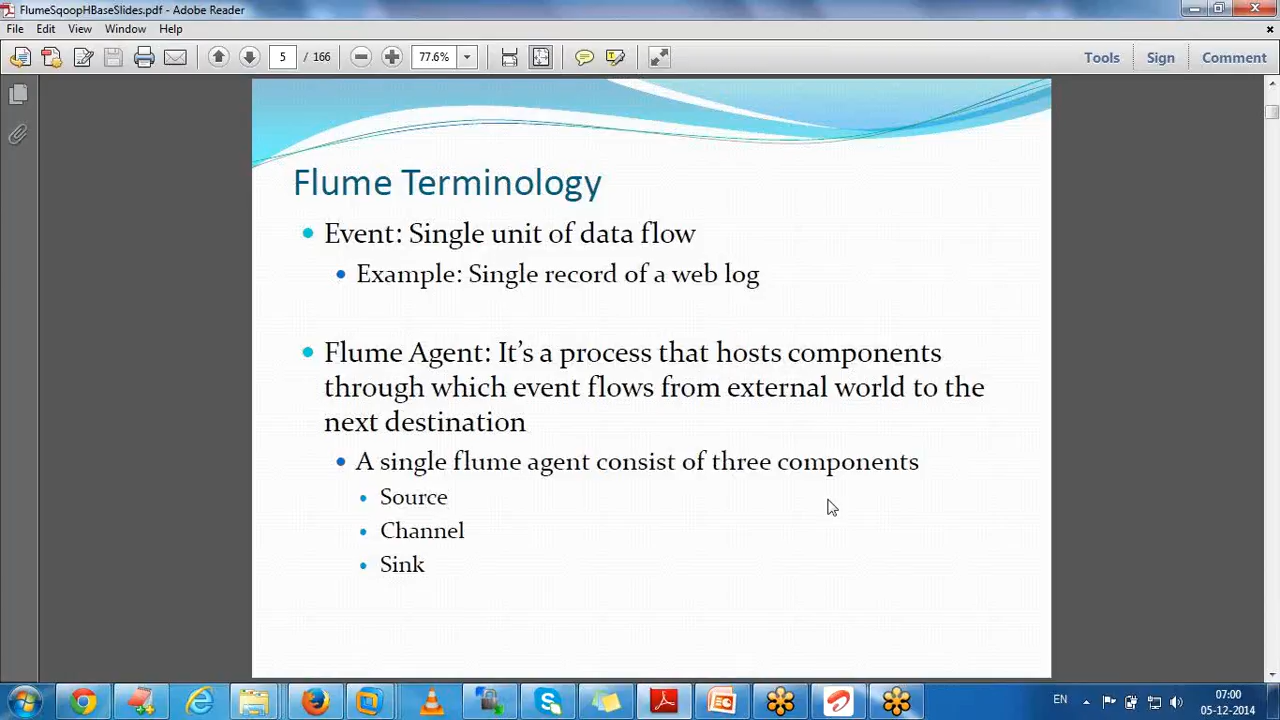 FlumeSqoopHBaseSlides.pdf - Adobe Reader
File Edit View Window Help
5 / 166 77.6% Tools Sign Comment
Flume Terminology
Event: Single unit of data flow
Example: Single record of a web log
Flume Agent: It's a process that hosts components
through which event flows from external world to the
next destination
A single flume agent consist of three components
Source
Channel
Sink
EN 07:00
05-12-2014